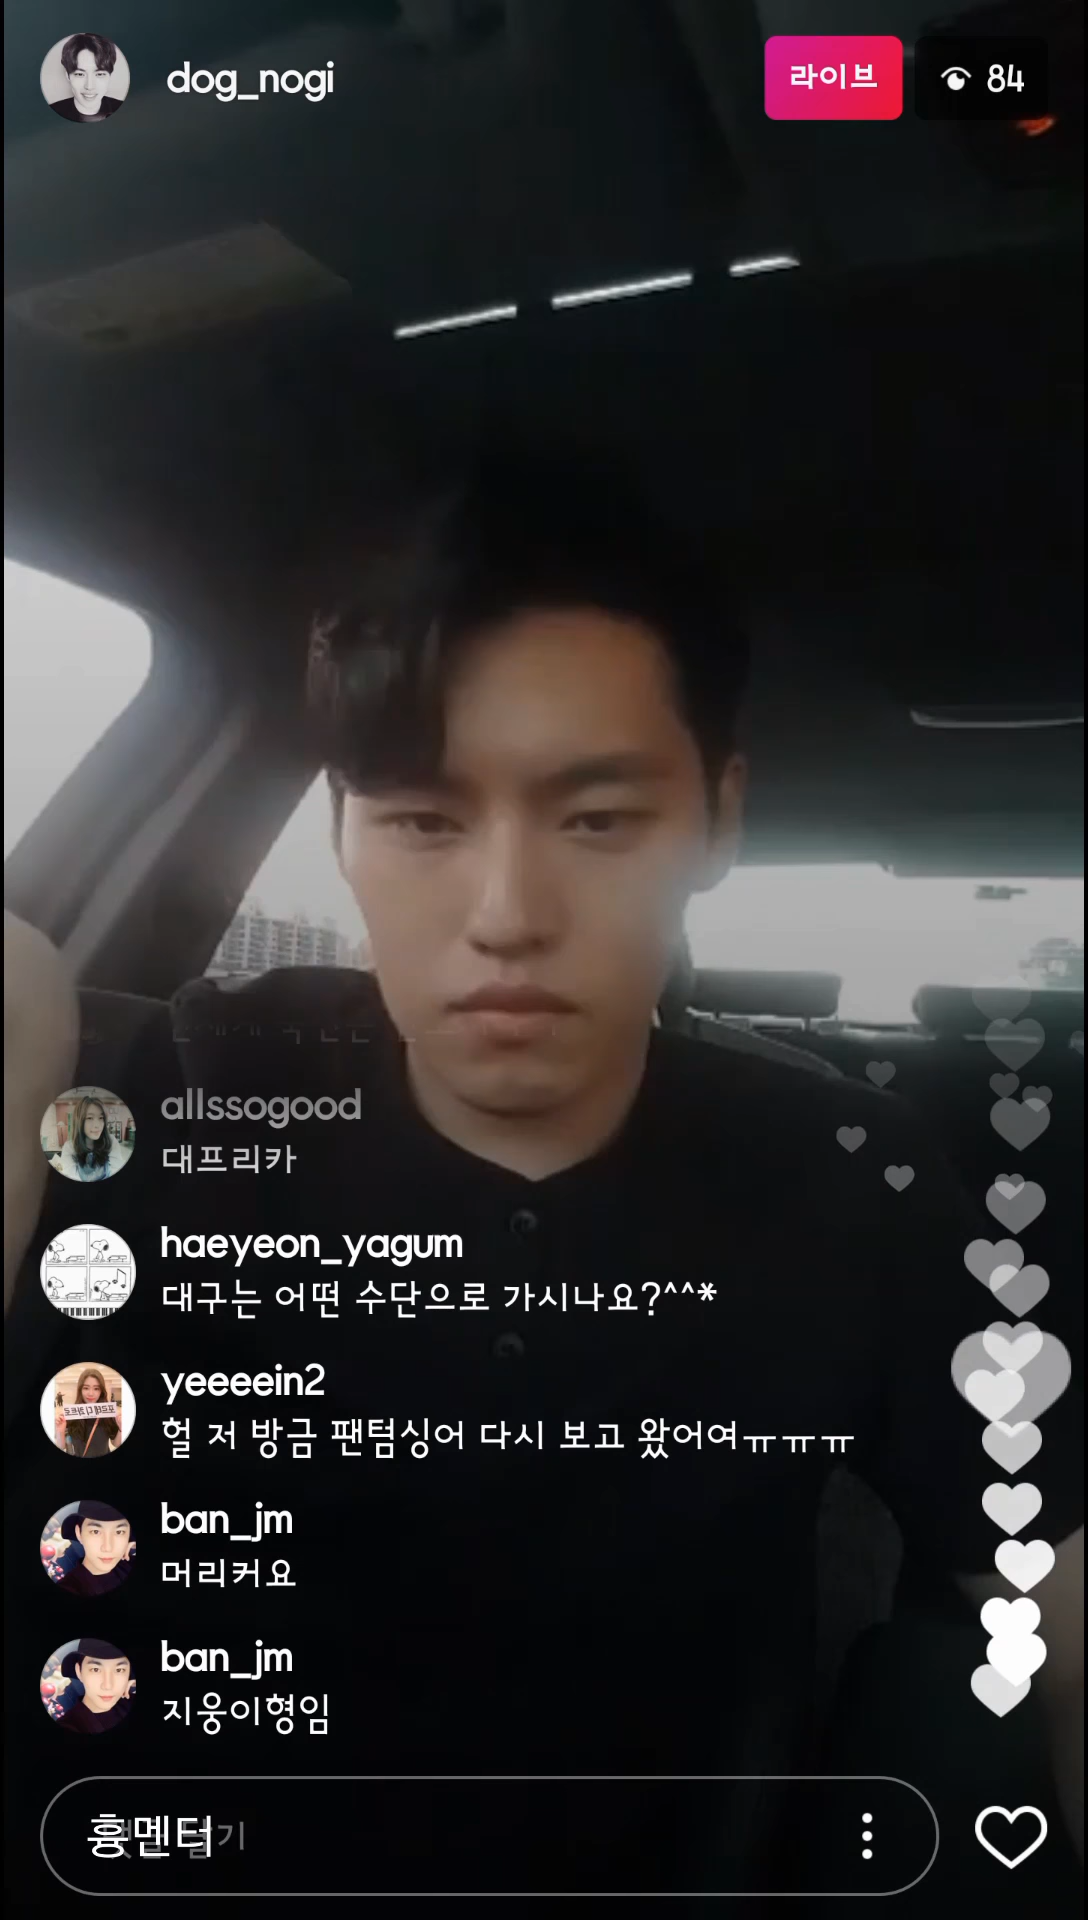 dog_nogi
라이브
84
allssogood
대프리카
haeyeon_yagum
대구는 어떤 수단으로 가시나요?^^*
yeeeein2
헐 저 방금 팬텀싱어 다시 보고 왔어여ㅠㅠㅠ
ban_jm
머리커요
ban_jm
지웅이형임
흉멘터